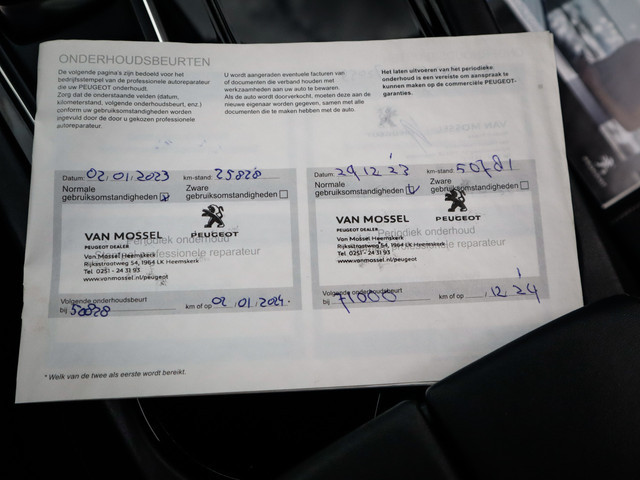 ONDERHOUDSBEURTEN
De volgende pagina's zijn bedoeld voor het
bedrijfsstempel van de professionele autoreparateur
die uw PEUGEOT onderhoudt.
Zorg dat de onderstaande velden (datum,
kilometerstand, volgende onderhoudsbeurt, enz.)
conform uw gebruiksomstandigheden worden
ingevuld door de door u gekozen professionele
autoreparateur.
U wordt aangeraden eventuele facturen van
of documenten die verband houden met
werkzaamheden aan uw auto te bewaren.
Als de auto wordt doorverkocht, moeten deze aan de
nieuwe eigenaar worden gegeven, samen met alle
documenten die te maken hebben met de auto.
Het laten uitvoeren van het periodieke
onderhoud is een vereiste om aanspraak te
kunnen maken op de commerciële PEUGEOT-
garanties.
Datum: 02.01.2023 km-stand: 25828
Normale gebruiksomstandigheden
Zware gebruiksomstandigheden
VAN MOSSEL
PEUGEOT DEALER
PEUGEOT
Periodiek onderhoud
professionele reparateur
Van Mossel Heemskerk
Rijksstraatweg 54, 1964 LK Heemskerk
Tel 0251 - 24 31 93
www.vanmossel.nl/peugeot
Volgende onderhoudsbeurt
bij 50828 km of op 02.01.2024.
Datum: 29 12 23 km-stand: 50781
Normale gebruiksomstandigheden
Zware gebruiksomstandigheden
VAN MOSSEL
PEUGEOT DEALER
PEUGEOT
Periodiek onderhoud
professionele reparateur
Van Mossel Heemskerk
Rijksstraatweg 54, 1964 LK Heemskerk
Tel 0251 - 24 31 93
www.vanmossel.nl/peugeot
Volgende onderhoudsbeurt
bij 71000 km of op 12 24
* Welk van de twee als eerste wordt bereikt.